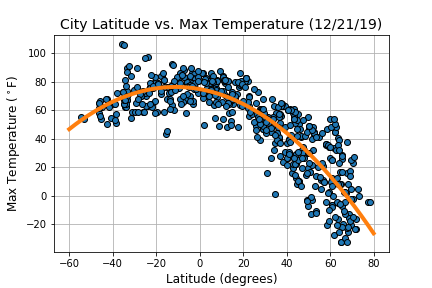 City Latitude vs. Max Temperature (12/21/19)
Max Temperature (°F)
100
80
60
40
20
0
−20
−60 −40 −20 0 20 40 60 80
Latitude (degrees)